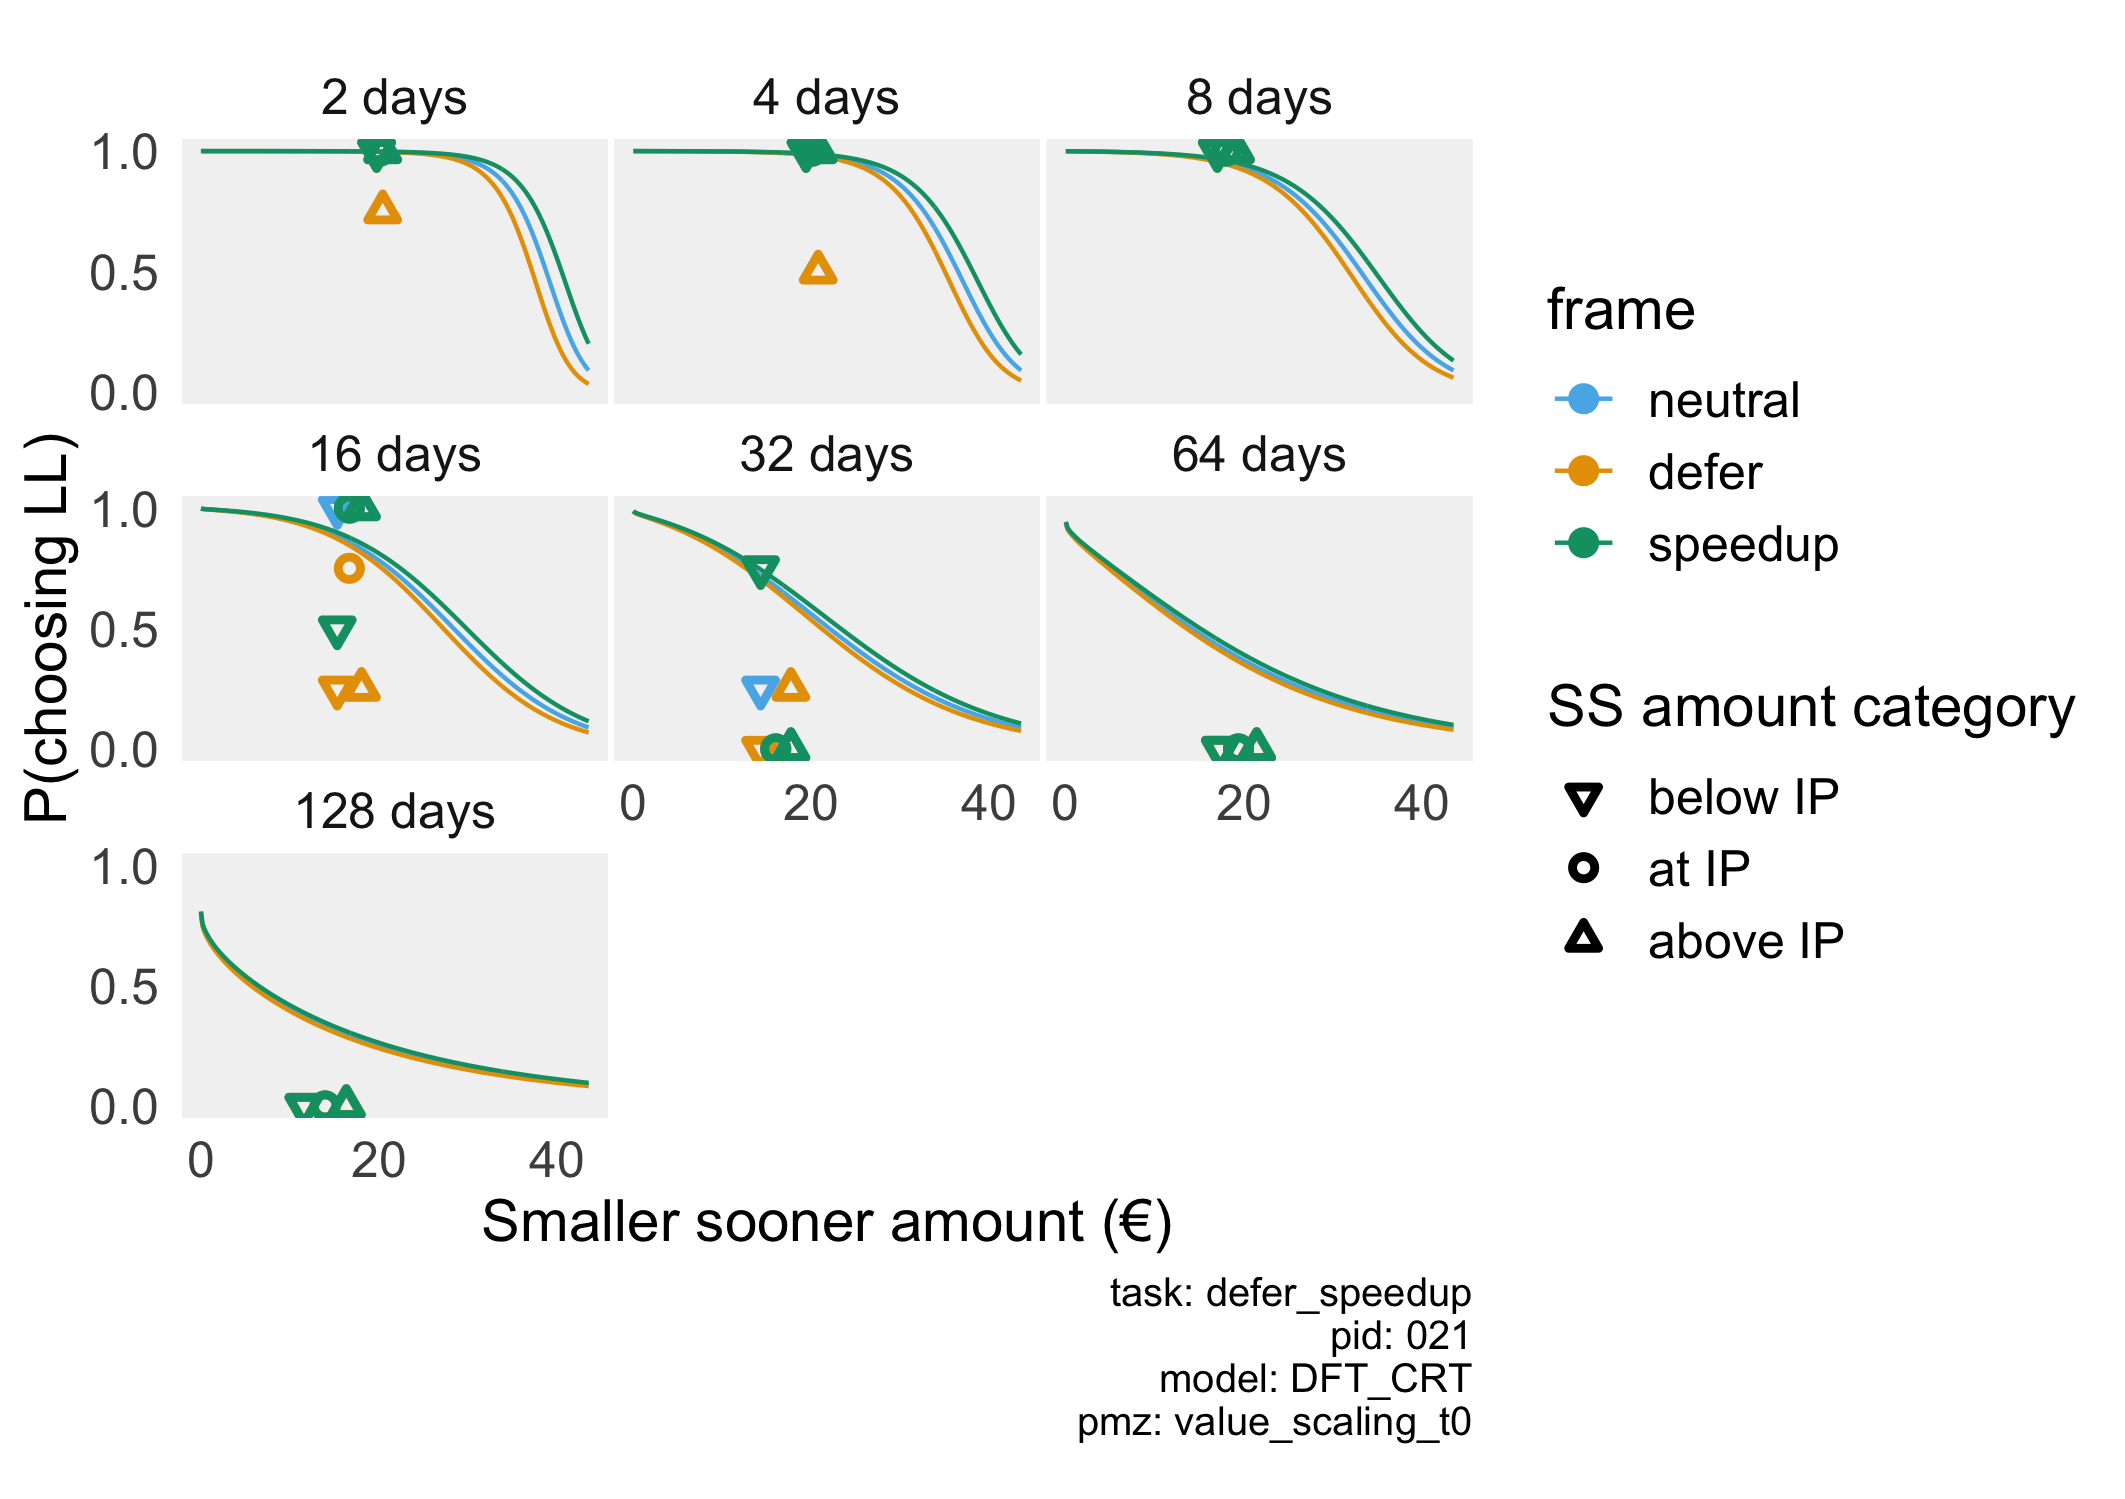 2 days
4 days
8 days
1.0
0.5
0.0
16 days
32 days
64 days
1.0
0.5
0.0
0
20
40
0
20
40
128 days
1.0
0.5
0.0
0
20
40
P(choosing LL)
Smaller sooner amount (€)
frame
neutral
defer
speedup
SS amount category
below IP
at IP
above IP
task: defer_speedup
pid: 021
model: DFT_CRT
pmz: value_scaling_t0